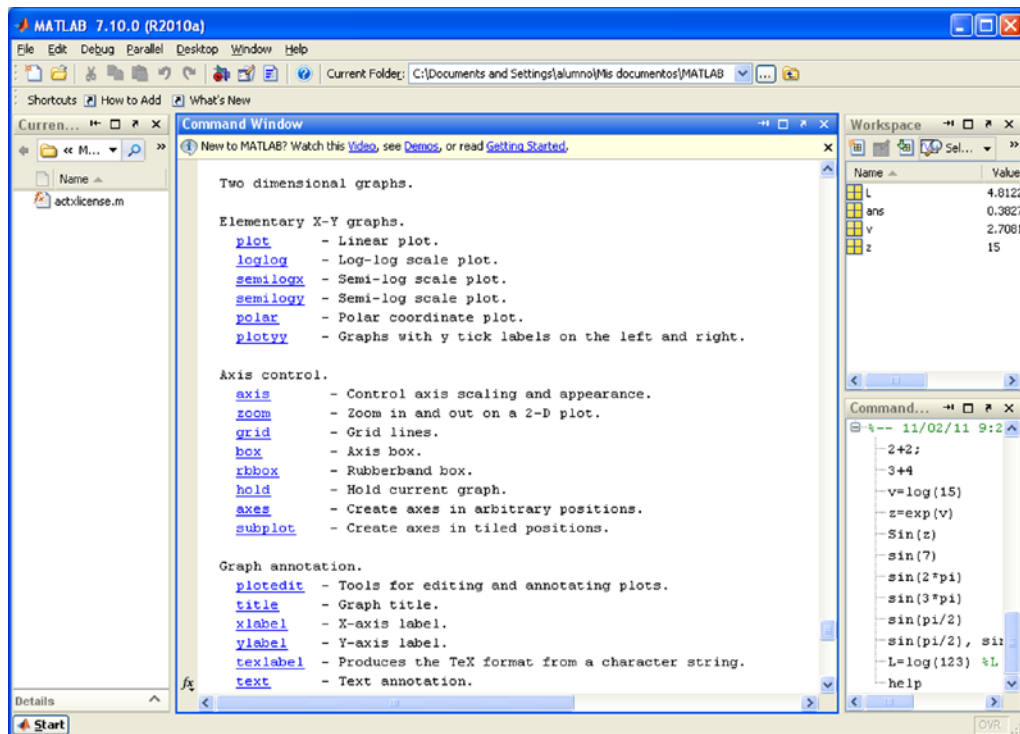 MATLAB 7.10.0 (R2010a)
File Edit Debug Parallel Desktop Window Help
Current Folder: C:\Documents and Settings\alumno\Mis documentos\MATLAB
Shortcuts How to Add What's New
Curren...
« M...
Name
actxlicense.m
Details
Command Window
New to MATLAB? Watch this Video, see Demos, or read Getting Started.
Two dimensional graphs.
Elementary X-Y graphs.
plot - Linear plot.
loglog - Log-log scale plot.
semilogx - Semi-log scale plot.
semilogy - Semi-log scale plot.
polar - Polar coordinate plot.
plotyy - Graphs with y tick labels on the left and right.
Axis control.
axis - Control axis scaling and appearance.
zoom - Zoom in and out on a 2-D plot.
grid - Grid lines.
box - Axis box.
rbbox - Rubberband box.
hold - Hold current graph.
axes - Create axes in arbitrary positions.
subplot - Create axes in tiled positions.
Graph annotation.
plotedit - Tools for editing and annotating plots.
title - Graph title.
xlabel - X-axis label.
ylabel - Y-axis label.
texlabel - Produces the TeX format from a character string.
text - Text annotation.
fx
Workspace
Sel...
Name Value
L 4.8122
ans 0.3827
v 2.7081
z 15
Command...
%-- 11/02/11 9:2
2+2;
3+4
v=log(15)
z=exp(v)
Sin(z)
sin(7)
sin(2*pi)
sin(3*pi)
sin(pi/2)
sin(pi/2), sin
L=log(123) %L
help
Start
OVR